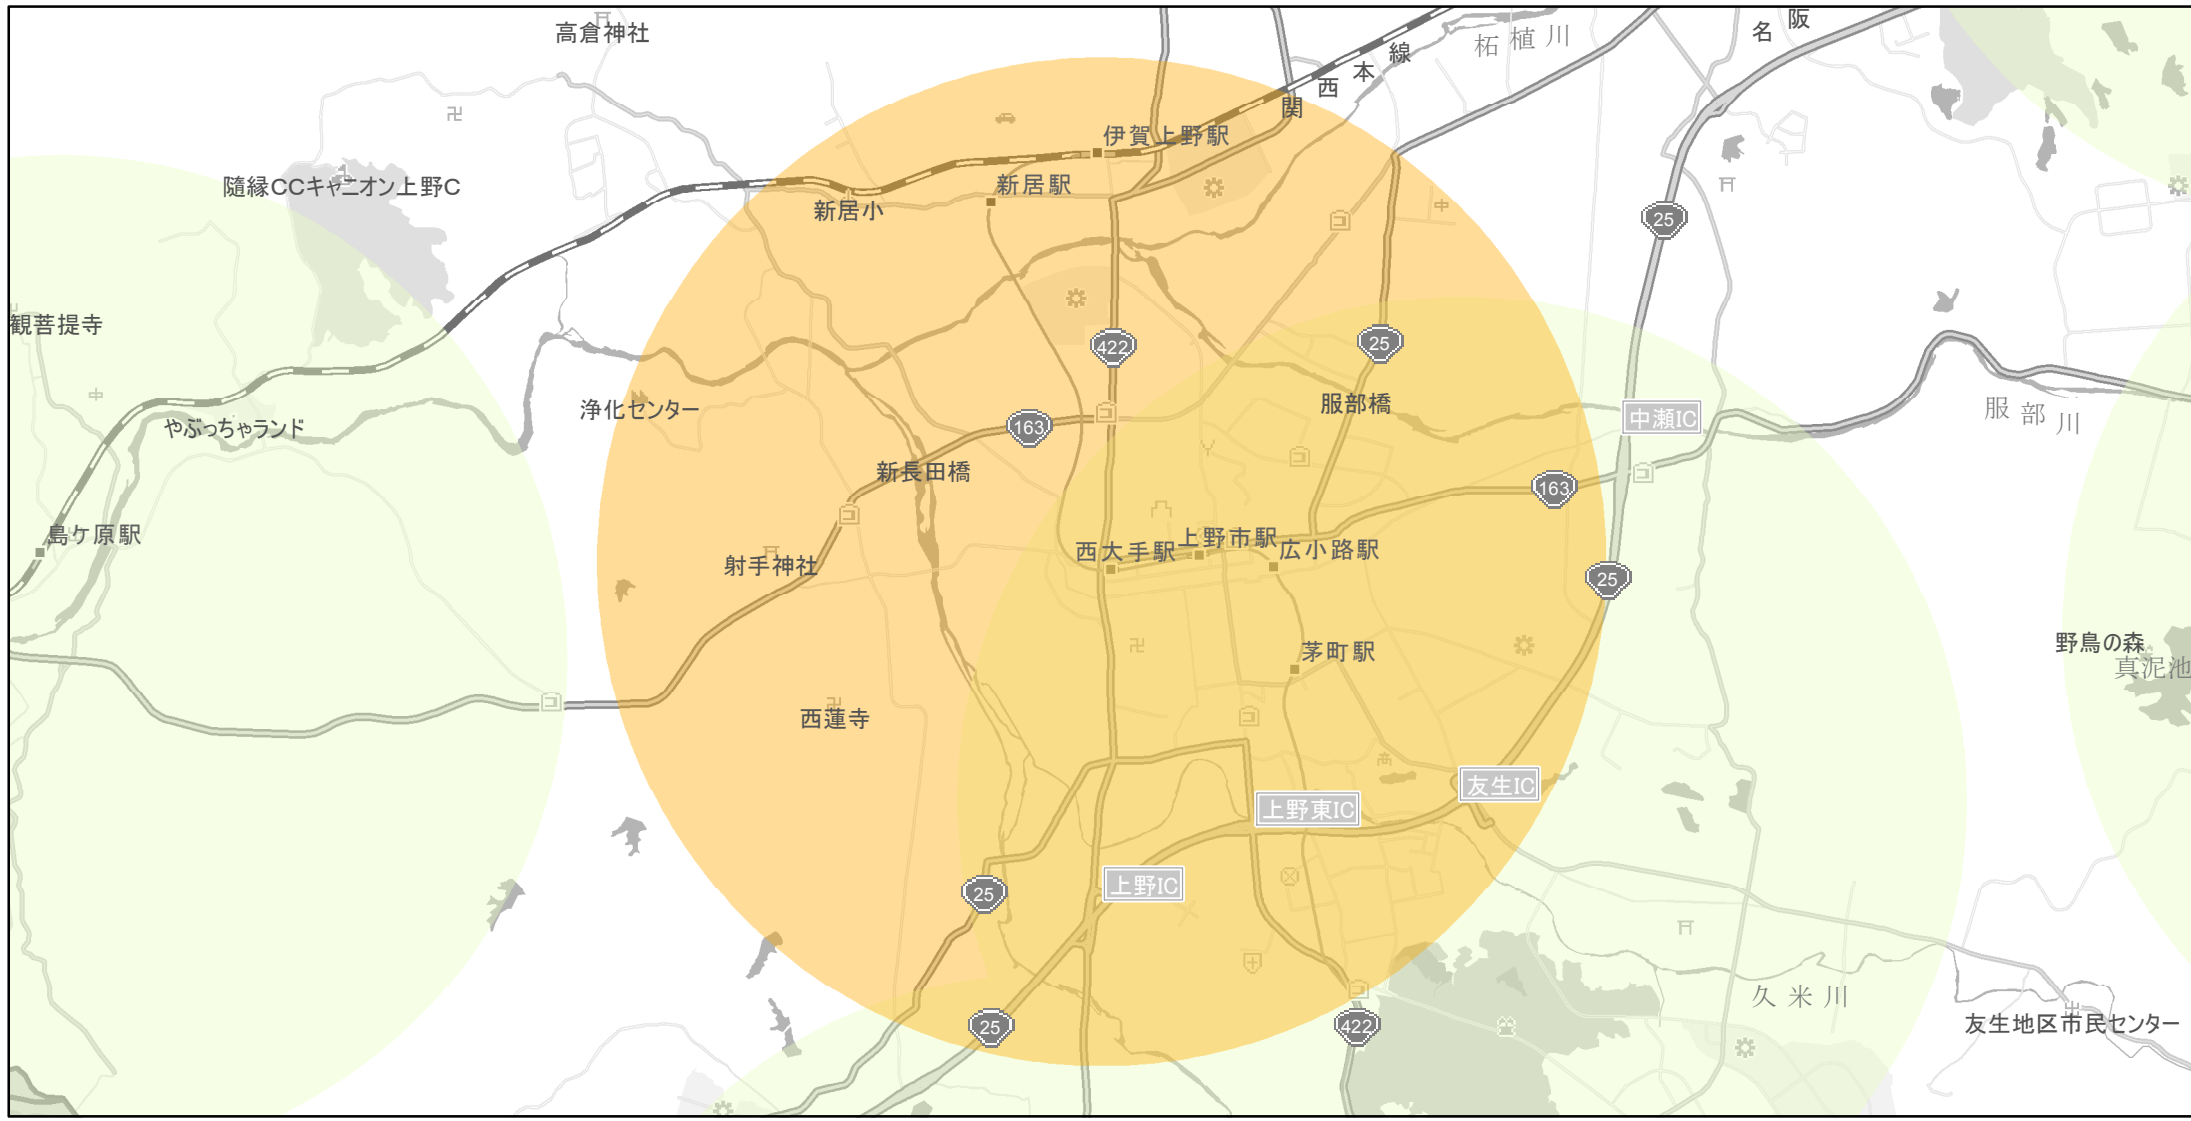 高倉神社
柘植川
名阪
関西本線
伊賀上野駅
隨縁CCキャニオン上野C
新居駅
新居小
25
観菩提寺
422
25
浄化センター
服部橋
中瀬IC
服部川
やぶっちゃランド
163
新長田橋
163
島ケ原駅
上野市駅
西大手駅
広小路駅
射手神社
25
茅町駅
野鳥の森
真泥池
西蓮寺
友生IC
上野東IC
上野IC
25
久米川
25
422
友生地区市民センター